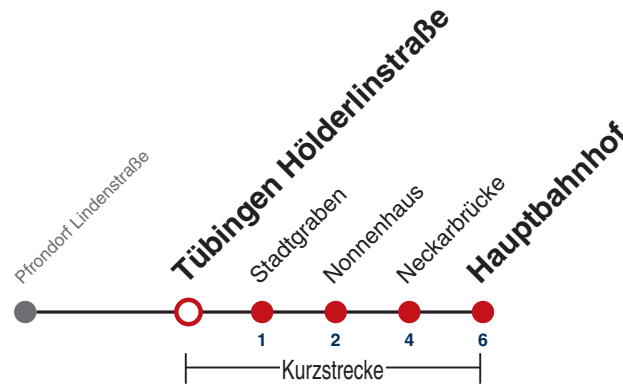 Pfrondorf Lindenstraße
Tübingen Hölderlinstraße
Stadtgraben
Nonnenhaus
Neckarbrücke
Hauptbahnhof
1 2 4 6
Kurzstrecke